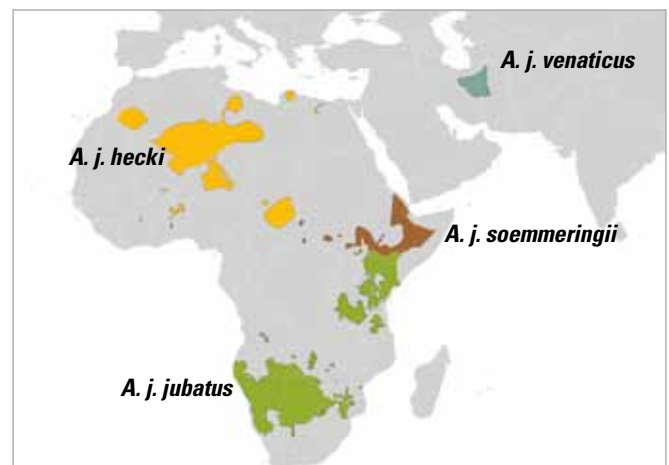 A. j. venaticus
A. j. hecki
A. j. soemmeringii
A. j. jubatus